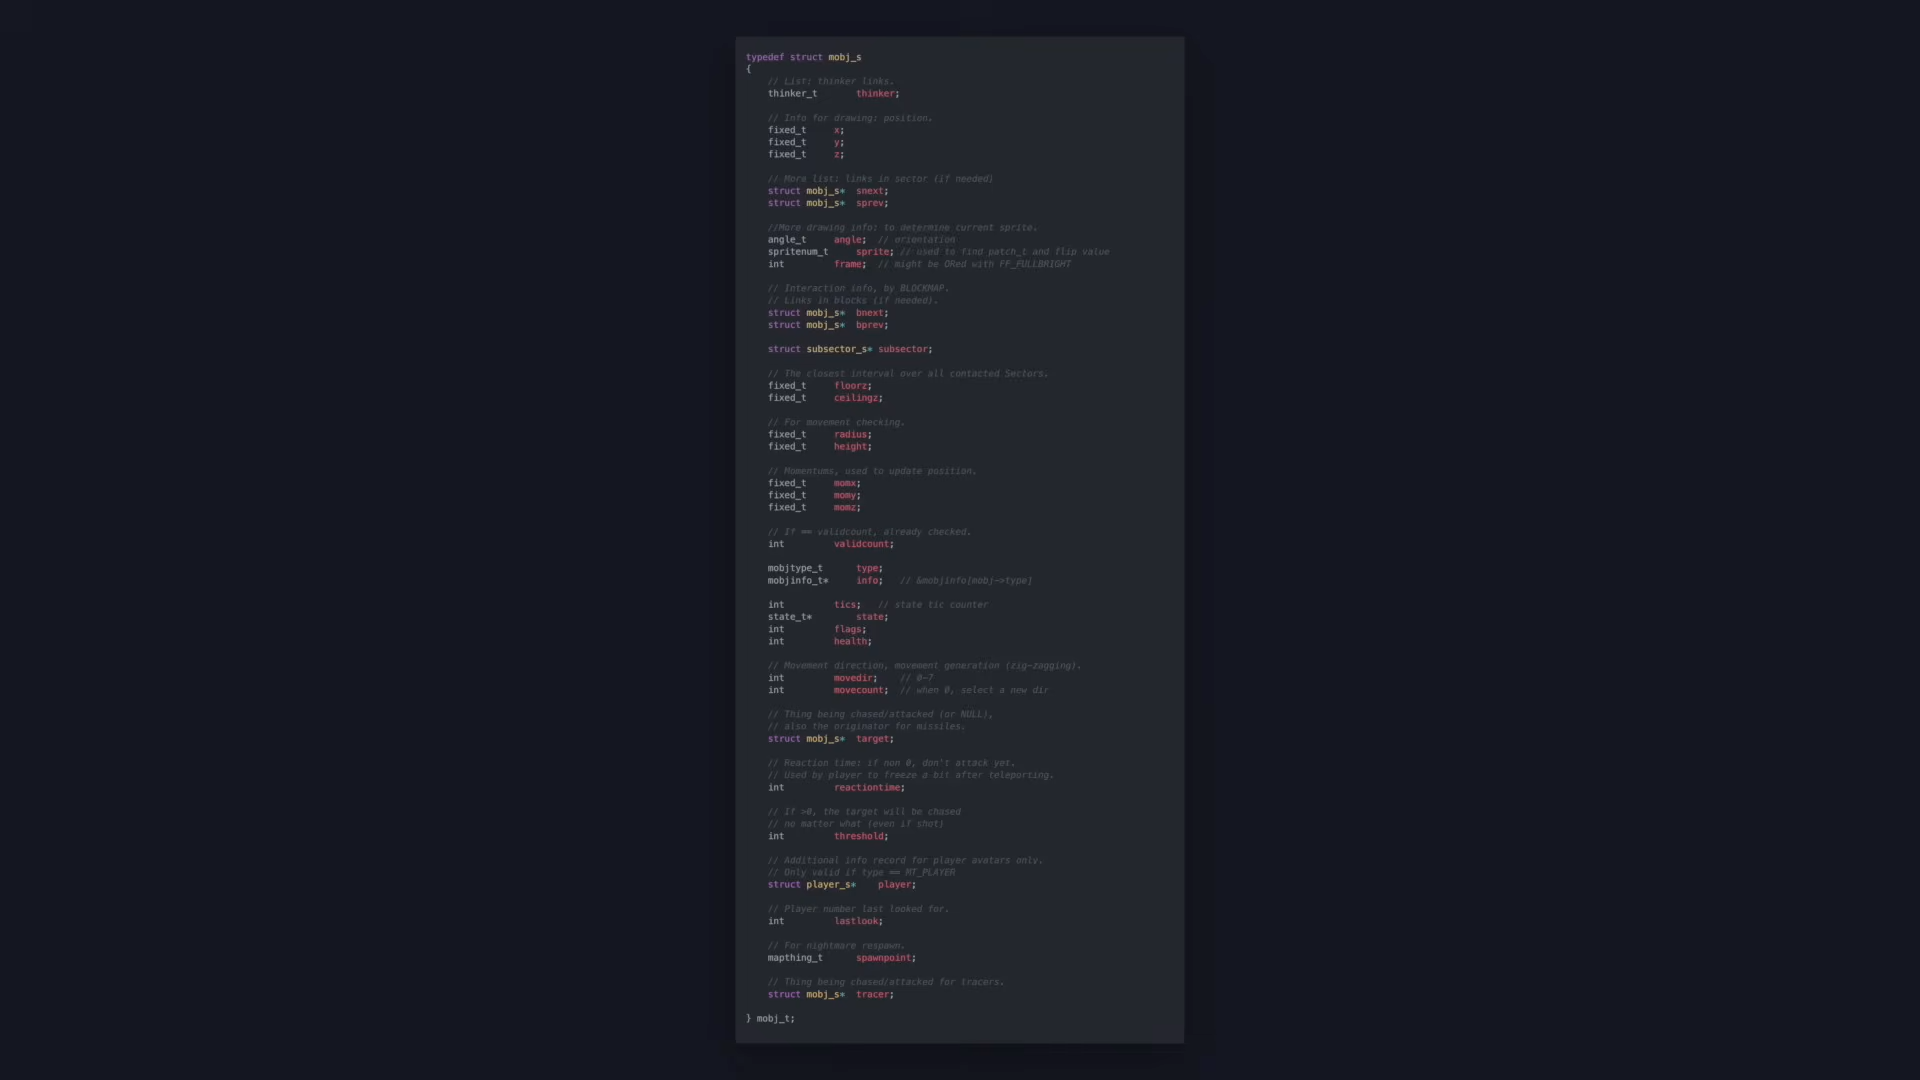 typedef struct mobj_s
{
// List: thinker links.
thinker_t thinker;
// Info for drawing: position.
fixed_t x;
fixed_t y;
fixed_t z;
// More list: links in sector (if needed)
struct mobj_s* snext;
struct mobj_s* sprev;
//More drawing info: to determine current sprite.
angle_t angle; // orientation
spritenum_t sprite; // used to find patch_t and flip value
int frame; // might be ORed with FF_FULLBRIGHT
// Interaction info, by BLOCKMAP.
// Links in blocks (if needed).
struct mobj_s* bnext;
struct mobj_s* bprev;
struct subsector_s* subsector;
// The closest interval over all contacted Sectors.
fixed_t floorz;
fixed_t ceilingz;
// For movement checking.
fixed_t radius;
fixed_t height;
// Momentums, used to update position.
fixed_t momx;
fixed_t momy;
fixed_t momz;
// If == validcount, already checked.
int validcount;
mobjtype_t type;
mobjinfo_t* info; // &mobjinfo[mobj->type]
int tics; // state tic counter
state_t* state;
int flags;
int health;
// Movement direction, movement generation (zig-zagging).
int movedir; // 0-7
int movecount; // when 0, select a new dir
// Thing being chased/attacked (or NULL),
// also the originator for missiles.
struct mobj_s* target;
// Reaction time: if non 0, don't attack yet.
// Used by player to freeze a bit after teleporting.
int reactiontime;
// If >0, the target will be chased
// no matter what (even if shot)
int threshold;
// Additional info record for player avatars only.
// Only valid if type == MT_PLAYER
struct player_s* player;
// Player number last looked for.
int lastlook;
// For nightmare respawn.
mapthing_t spawnpoint;
// Thing being chased/attacked for tracers.
struct mobj_s* tracer;
} mobj_t;